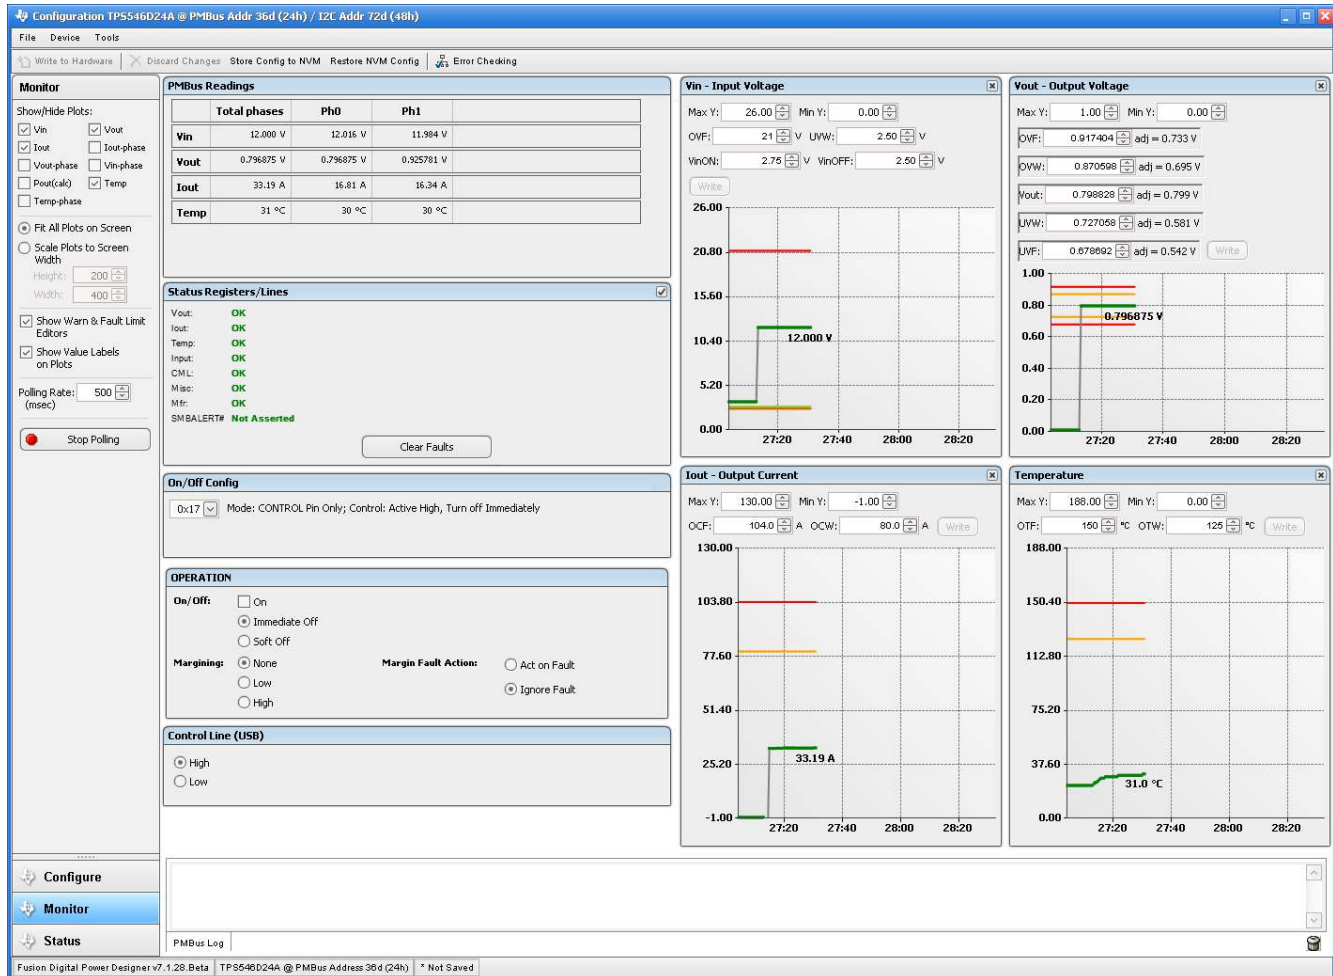 Configuration TPS546D24A @ PMBus Addr 36d (24h) / I2C Addr 72d (48h)
File Device Tools
Write to Hardware Discard Changes Store Config to NVM Restore NVM Config Error Checking
Monitor
Show/Hide Plots:
Vin Vout
Iout Iout-phase
Vout-phase Vin-phase
Pout(calc) Temp
Temp-phase
Fit All Plots on Screen
Scale Plots to Screen
Width
Height: 200
Width: 400
Show Warn & Fault Limit
Editors
Show Value Labels
on Plots
Polling Rate: 500
(msec)
Stop Polling
Configure
Monitor
Status
PMBus Readings
Total phases Ph0 Ph1
Vin 12.000 V 12.016 V 11.984 V
Vout 0.796875 V 0.796875 V 0.925781 V
Iout 33.19 A 16.81 A 16.34 A
Temp 31 °C 30 °C 30 °C
Status Registers/Lines
Vout: OK
Iout: OK
Temp: OK
Input: OK
CML: OK
Misc: OK
Mfr: OK
SMBALERT# Not Asserted
Clear Faults
On/Off Config
0x17 Mode: CONTROL Pin Only; Control: Active High, Turn off Immediately
OPERATION
On/Off: On
Immediate Off
Soft Off
Margining: None Margin Fault Action: Act on Fault
Low Ignore Fault
High
Control Line (USB)
High
Low
Vin - Input Voltage
Max Y: 26.00 Min Y: 0.00
OVF: 21 V UVW: 2.50 V
VinON: 2.75 V VinOFF: 2.50 V
Write
26.00
20.80
15.60
10.40
5.20
0.00
12.000 V
27:20 27:40 28:00 28:20
Vout - Output Voltage
Max Y: 1.00 Min Y: 0.00
OVF: 0.917404 adj = 0.733 V
OVW: 0.870598 adj = 0.695 V
Vout: 0.798828 adj = 0.799 V
UVW: 0.727058 adj = 0.581 V
UVF: 0.678692 adj = 0.542 V Write
1.00
0.80
0.60
0.40
0.20
0.00
0.796875 V
27:20 27:40 28:00 28:20
Iout - Output Current
Max Y: 130.00 Min Y: -1.00
OCF: 104.0 A OCW: 80.0 A Write
130.00
103.80
77.60
51.40
25.20
-1.00
33.19 A
27:20 27:40 28:00 28:20
Temperature
Max Y: 188.00 Min Y: 0.00
OTF: 150 °C OTW: 125 °C Write
188.00
150.40
112.80
75.20
37.60
0.00
31.0 °C
27:20 27:40 28:00 28:20
PMBus Log
Fusion Digital Power Designer v7.1.28.Beta TPS546D24A @ PMBus Address 36d (24h) * Not Saved